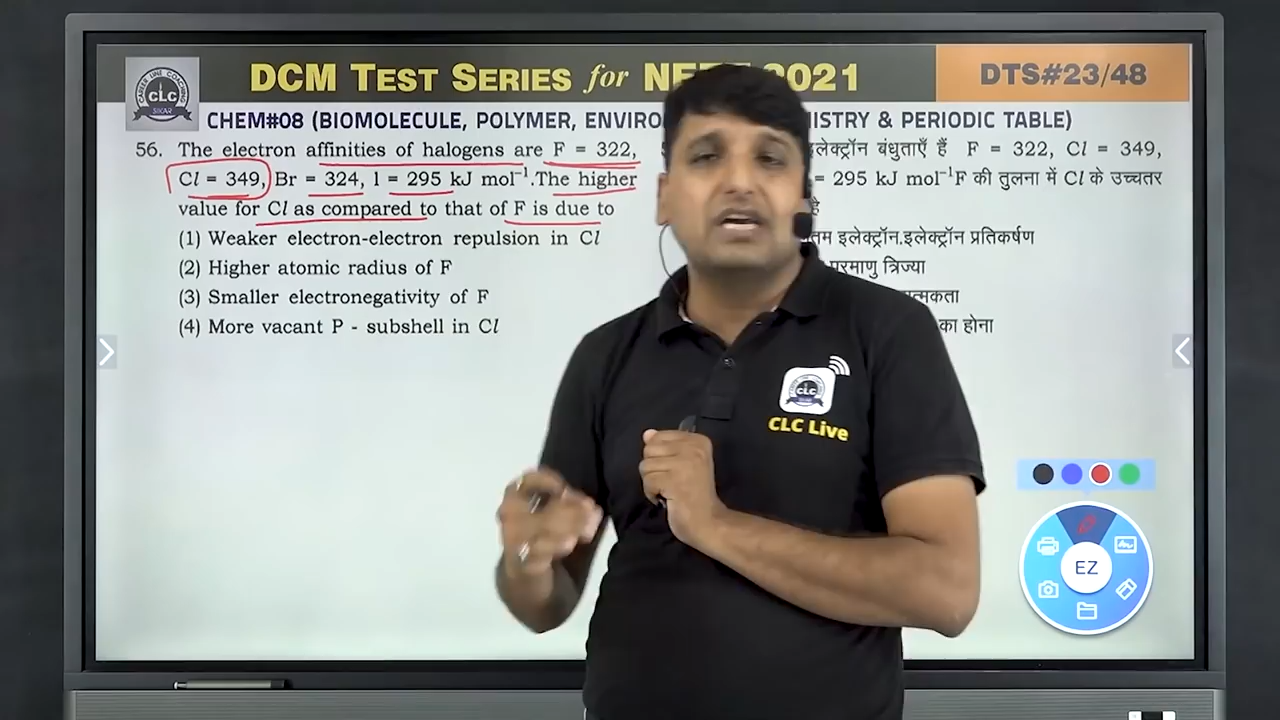 DCM TEST SERIES for 2021
DTS#23/48
CAREER LINE COACHING
CLC
SIKAR
CHEM#08 (BIOMOLECULE, POLYMER, & PERIODIC TABLE)
56. The electron affinities of halogens are F = 322,
Cl = 349, Br = 324, l = 295 kJ mol⁻¹.The higher
value for Cl as compared to that of F is due to
(1) Weaker electron-electron repulsion in Cl
(2) Higher atomic radius of F
(3) Smaller electronegativity of F
(4) More vacant P - subshell in Cl
बंधुताएँ हैं F = 322, Cl = 349,
= 295 kJ mol⁻¹F की तुलना में Cl के उच्चतर
है
इलेक्ट्रॉन.इलेक्ट्रॉन प्रतिकर्षण
परमाणु त्रिज्या
का होना
CLC
CLC Live
EZ